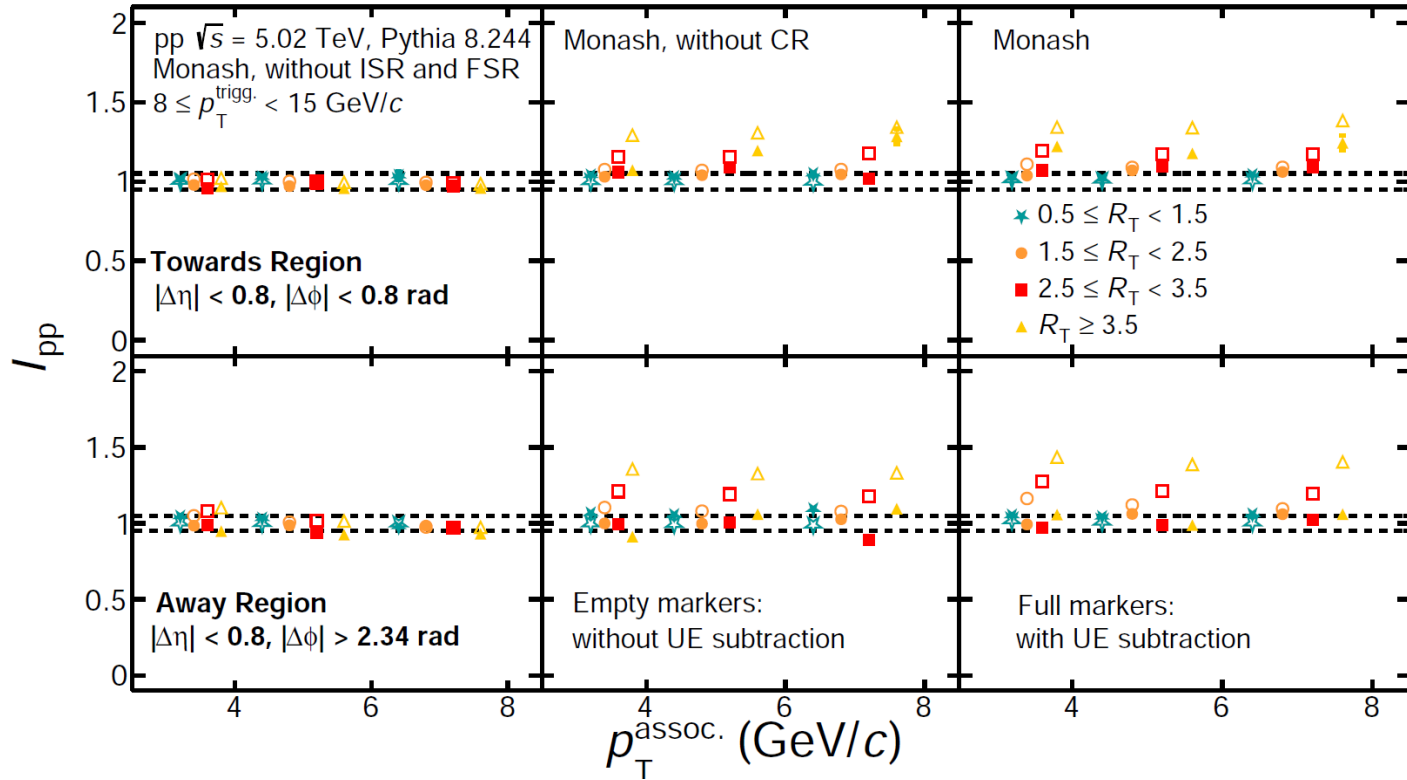 2
1.5
1
0.5
0
pp √s = 5.02 TeV, Pythia 8.244
Monash, without ISR and FSR
8 ≤ p_T^trigg. < 15 GeV/c
Towards Region
|Δη| < 0.8, |Δϕ| < 0.8 rad
Monash, without CR
Monash
0.5 ≤ R_T < 1.5
1.5 ≤ R_T < 2.5
2.5 ≤ R_T < 3.5
R_T ≥ 3.5
I_pp
2
1.5
1
0.5
0
Away Region
|Δη| < 0.8, |Δϕ| > 2.34 rad
Empty markers:
without UE subtraction
Full markers:
with UE subtraction
4 6 8 4 6 8 4 6 8
p_T^assoc. (GeV/c)